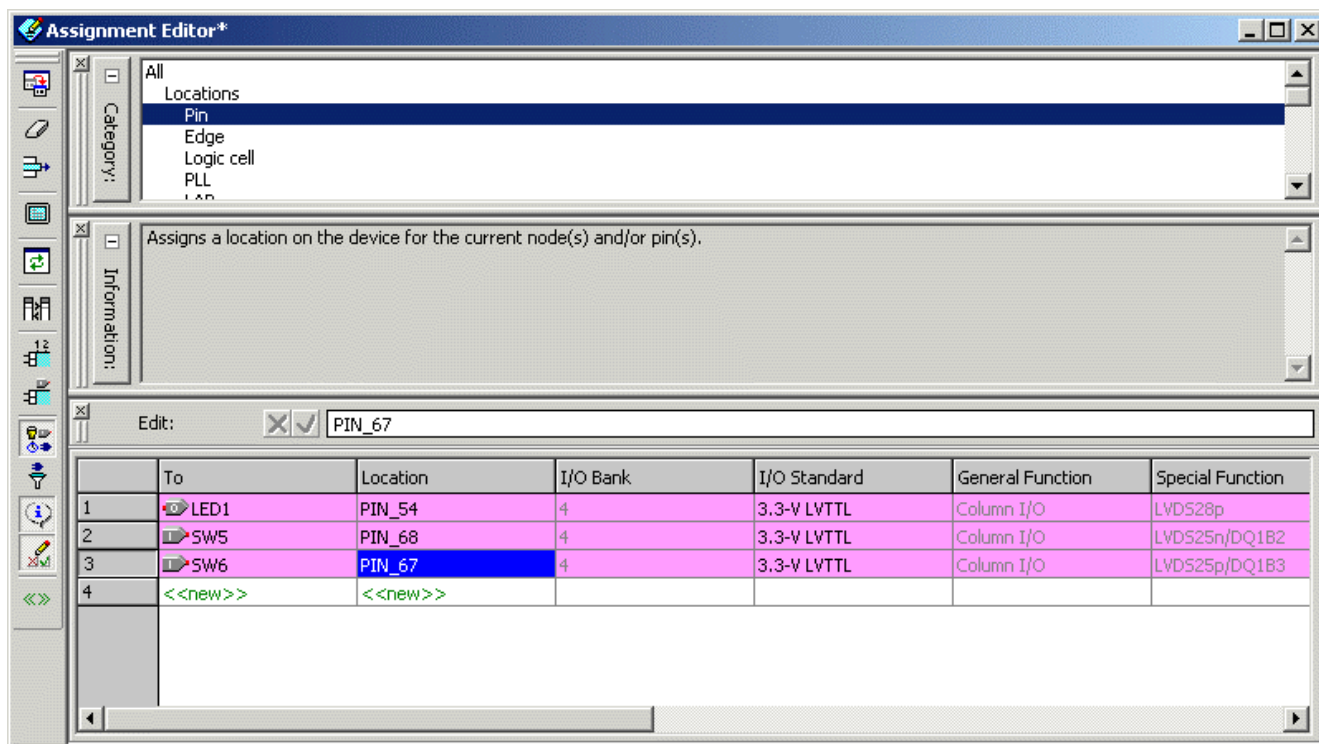 Assignment Editor*
Category:
All
Locations
Pin
Edge
Logic cell
PLL
LAB
Information:
Assigns a location on the device for the current node(s) and/or pin(s).
Edit: PIN_67
To Location I/O Bank I/O Standard General Function Special Function
1 LED1 PIN_54 4 3.3-V LVTTL Column I/O LVDS28p
2 SW5 PIN_68 4 3.3-V LVTTL Column I/O LVDS25n/DQ1B2
3 SW6 PIN_67 4 3.3-V LVTTL Column I/O LVDS25p/DQ1B3
4 <<new>> <<new>>